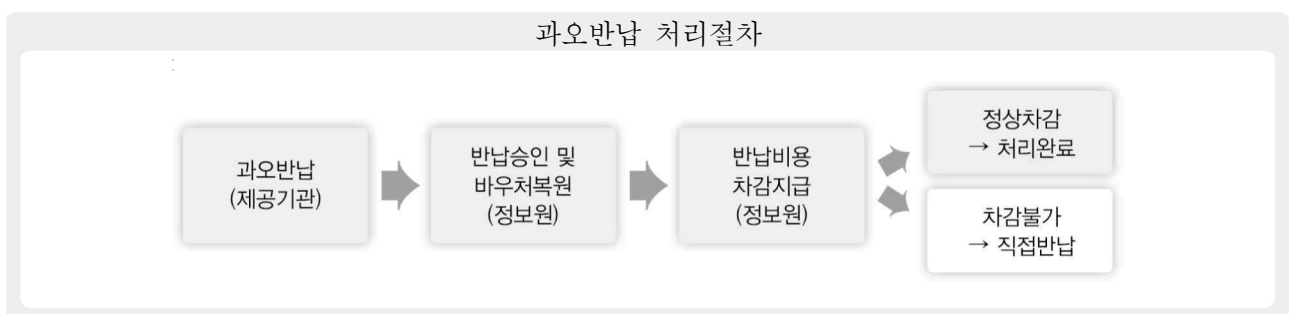 과오반납 처리절차
과오반납
(제공기관)
반납승인 및
바우처복원
(정보원)
반납비용
차감지급
(정보원)
정상차감
→ 처리완료
차감불가
→ 직접반납